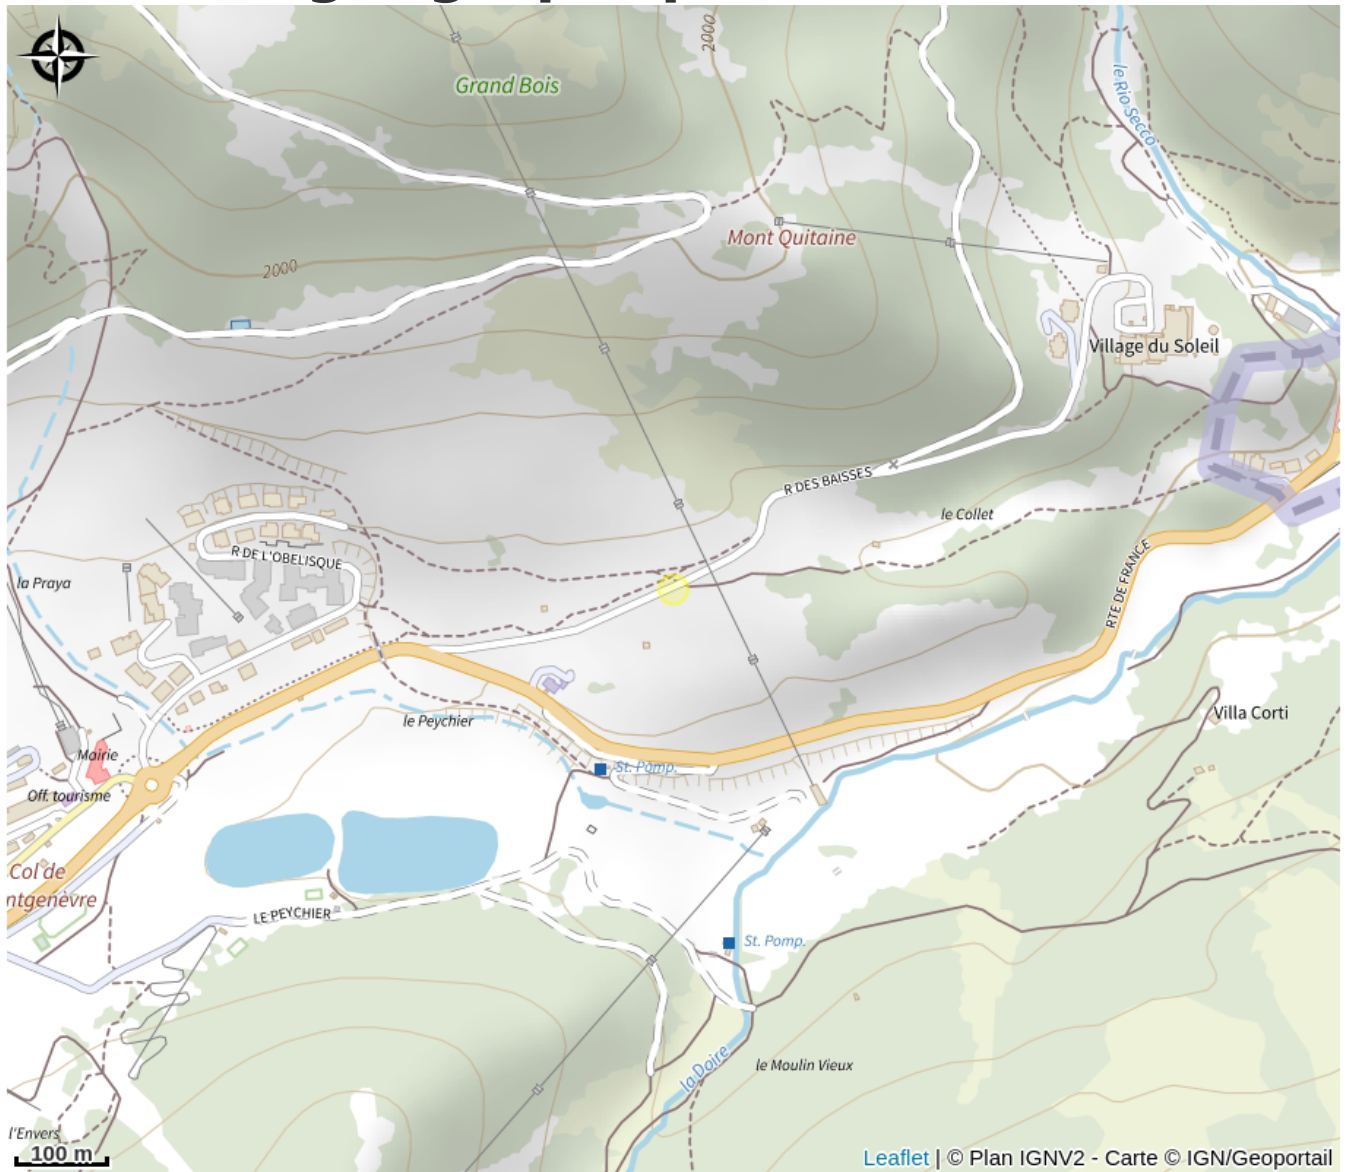 2000
Grand Bois
le Rio Secco
Mont Quitaine
2000
Village du Soleil
R DES BAISSES
le Collet
R DE L'OBELISQUE
la Praya
RTE DE FRANCE
le Peychier
Villa Corti
Mairie
St. Pomp.
Off. tourisme
Col de
ntgenèvre
LE PEYCHIER
St. Pomp.
le Moulin Vieux
la Doire
l'Envers
100 m
Leaflet | © Plan IGNV2 - Carte © IGN/Geoportail